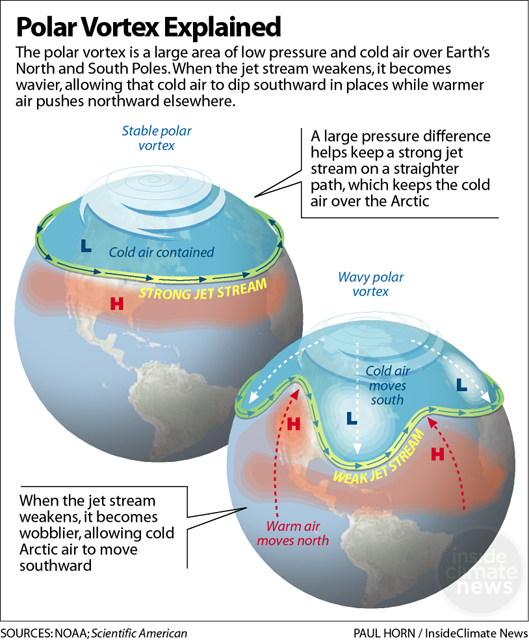 Polar Vortex Explained
The polar vortex is a large area of low pressure and cold air over Earth's
North and South Poles. When the jet stream weakens, it becomes
wavier, allowing that cold air to dip southward in places while warmer
air pushes northward elsewhere.
Stable polar
vortex
A large pressure difference
helps keep a strong jet
stream on a straighter
path, which keeps the cold
air over the Arctic
L
Cold air contained
STRONG JET STREAM
H
Wavy polar
vortex
Cold air
moves
south
L
L
H
H
WEAK JET STREAM
Warm air
moves north
When the jet stream
weakens, it becomes
wobblier, allowing cold
Arctic air to move
southward
inside
climate
news
SOURCES: NOAA; Scientific American
PAUL HORN / InsideClimate News